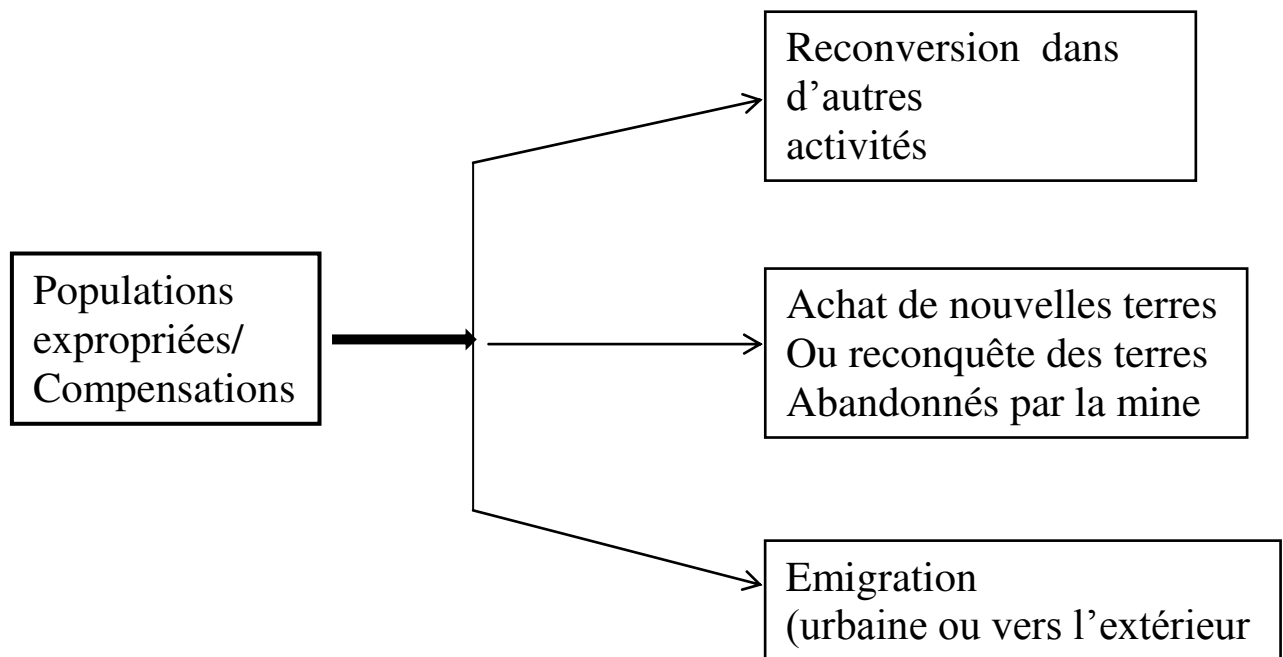 Reconversion dans
d’autres
activités
Populations
expropriées/
Compensations
Achat de nouvelles terres
Ou reconquête des terres
Abandonnés par la mine
Emigration
(urbaine ou vers l’extérieur